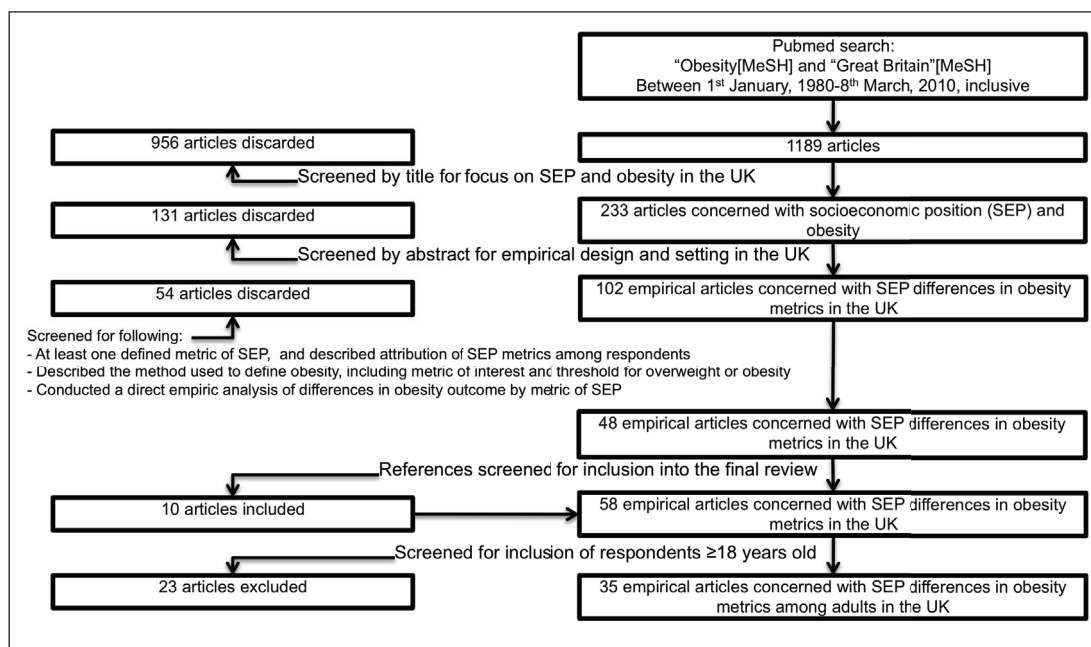 Pubmed search:
“Obesity[MeSH] and “Great Britain”[MeSH]
Between 1st January, 1980-8th March, 2010, inclusive
956 articles discarded
1189 articles
Screened by title for focus on SEP and obesity in the UK
131 articles discarded
233 articles concerned with socioeconomic position (SEP) and
obesity
Screened by abstract for empirical design and setting in the UK
54 articles discarded
102 empirical articles concerned with SEP differences in obesity
metrics in the UK
Screened for following:
- At least one defined metric of SEP, and described attribution of SEP metrics among respondents
- Described the method used to define obesity, including metric of interest and threshold for overweight or obesity
- Conducted a direct empiric analysis of differences in obesity outcome by metric of SEP
48 empirical articles concerned with SEP differences in obesity
metrics in the UK
References screened for inclusion into the final review
10 articles included
58 empirical articles concerned with SEP differences in obesity
metrics in the UK
Screened for inclusion of respondents ≥18 years old
23 articles excluded
35 empirical articles concerned with SEP differences in obesity
metrics among adults in the UK